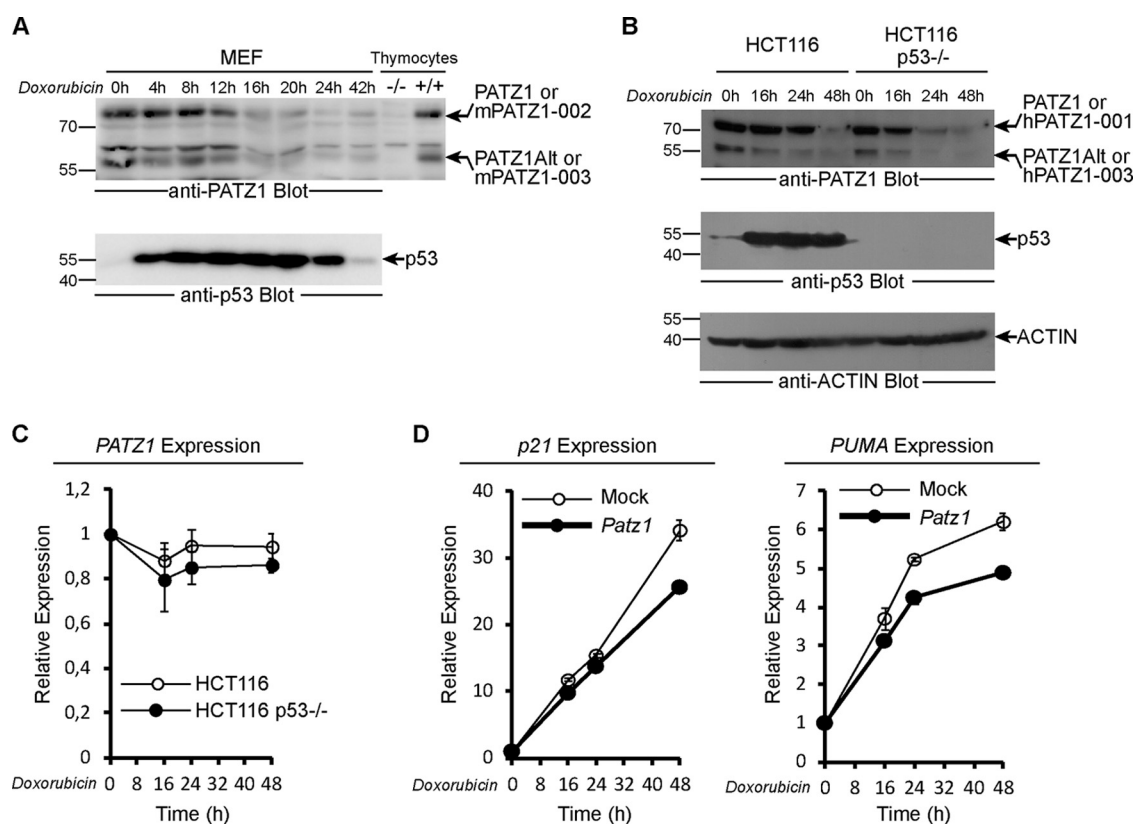 A
MEF
Thymocytes
Doxorubicin 0h 4h 8h 12h 16h 20h 24h 42h -/- +/+
PATZ1 or
mPATZ1-002
70
PATZ1Alt or
mPATZ1-003
55
anti-PATZ1 Blot
55
p53
40
anti-p53 Blot
B
HCT116
HCT116
p53-/-
Doxorubicin 0h 16h 24h 48h 0h 16h 24h 48h
PATZ1 or
hPATZ1-001
70
55
PATZ1Alt or
hPATZ1-003
anti-PATZ1 Blot
55
p53
40
anti-p53 Blot
55
ACTIN
40
anti-ACTIN Blot
C
PATZ1 Expression
Relative Expression
1,2
1
0,8
0,6
0,4
0,2
0
HCT116
HCT116 p53-/-
Doxorubicin 0 8 16 24 32 40 48
Time (h)
D
p21 Expression
Relative Expression
40
30
20
10
0
Mock
Patz1
Doxorubicin 0 8 16 24 32 40 48
Time (h)
PUMA Expression
Relative Expression
7
6
5
4
3
2
1
0
Mock
Patz1
Doxorubicin 0 8 16 24 32 40 48
Time (h)